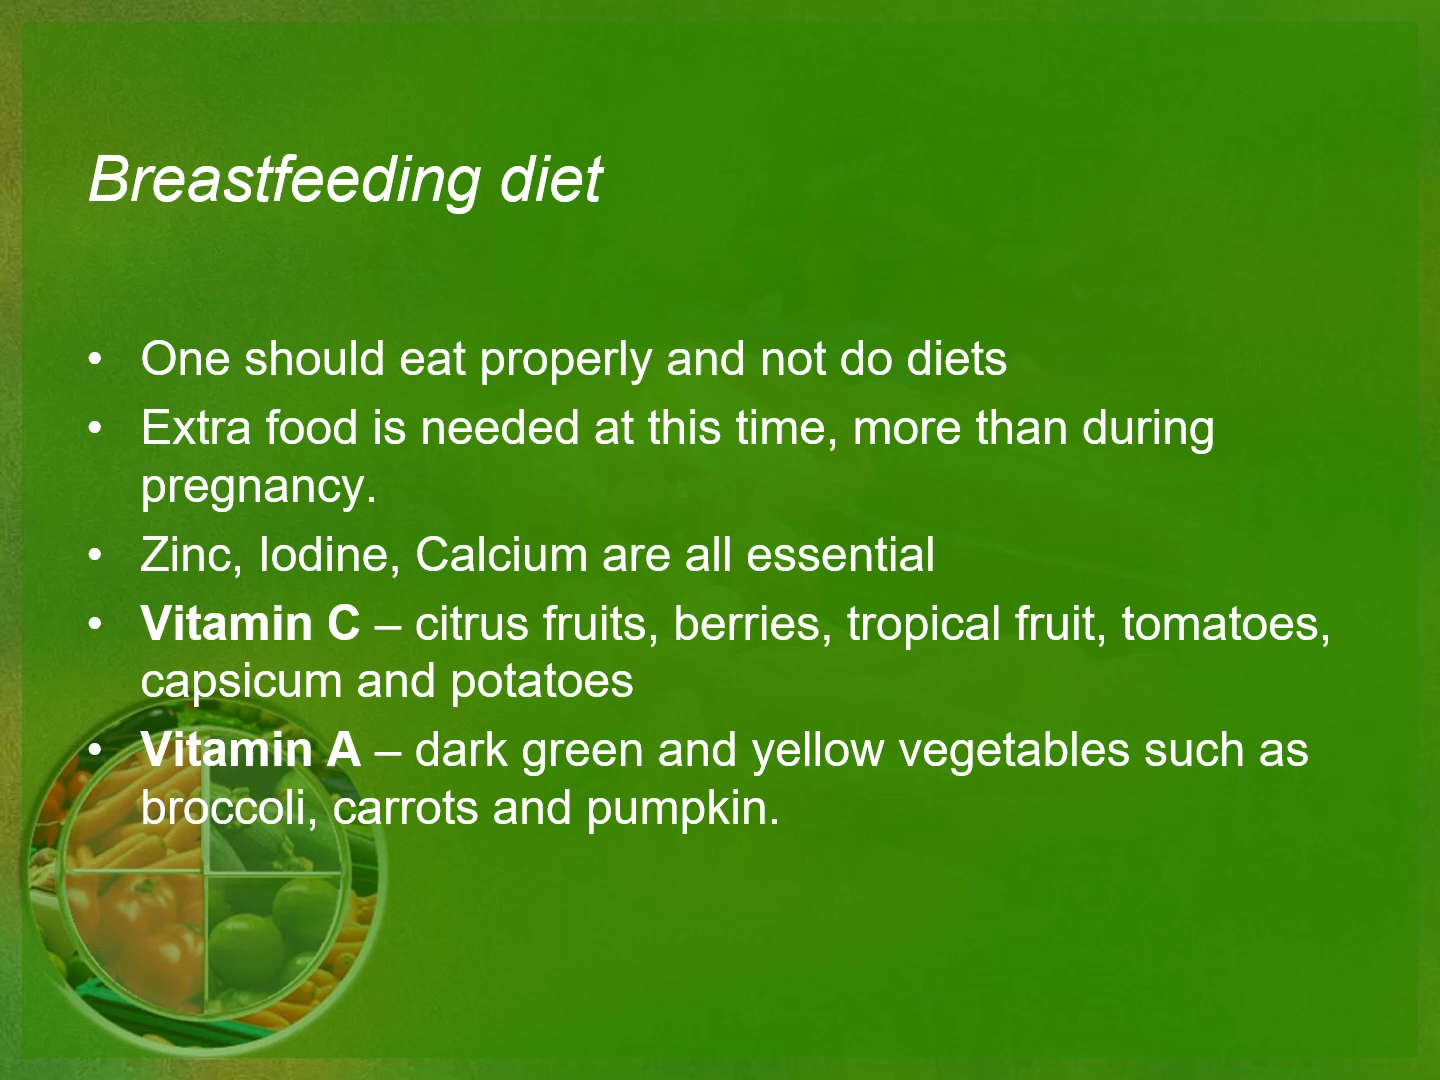 Breastfeeding diet
• One should eat properly and not do diets
• Extra food is needed at this time, more than during
pregnancy.
• Zinc, Iodine, Calcium are all essential
• Vitamin C – citrus fruits, berries, tropical fruit, tomatoes,
capsicum and potatoes
• Vitamin A – dark green and yellow vegetables such as
broccoli, carrots and pumpkin.